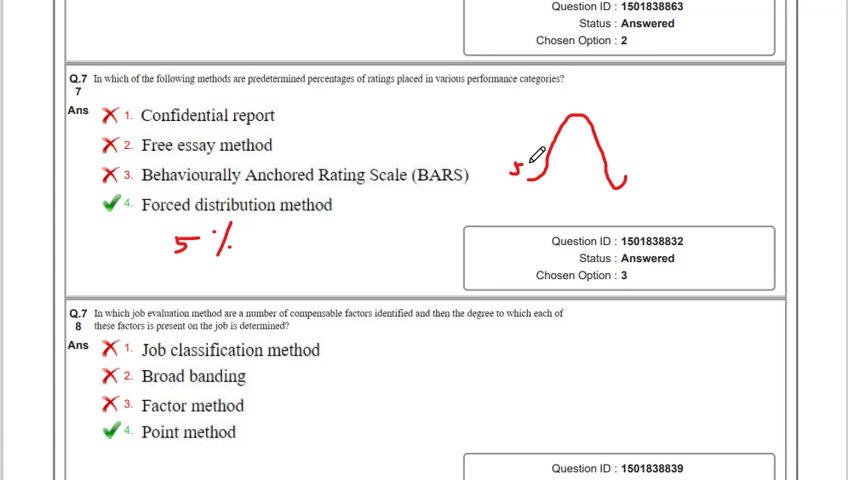 Question ID : 1501838863
Status : Answered
Chosen Option : 2
Q.7 In which of the following methods are predetermined percentages of ratings placed in various performance categories?
7
Ans 1. Confidential report
2. Free essay method
3. Behaviourally Anchored Rating Scale (BARS)
5
4. Forced distribution method
5 %
Question ID : 1501838832
Status : Answered
Chosen Option : 3
Q.7 In which job evaluation method are a number of compensable factors identified and then the degree to which each of
8 these factors is present on the job is determined?
Ans 1. Job classification method
2. Broad banding
3. Factor method
4. Point method
Question ID : 1501838839